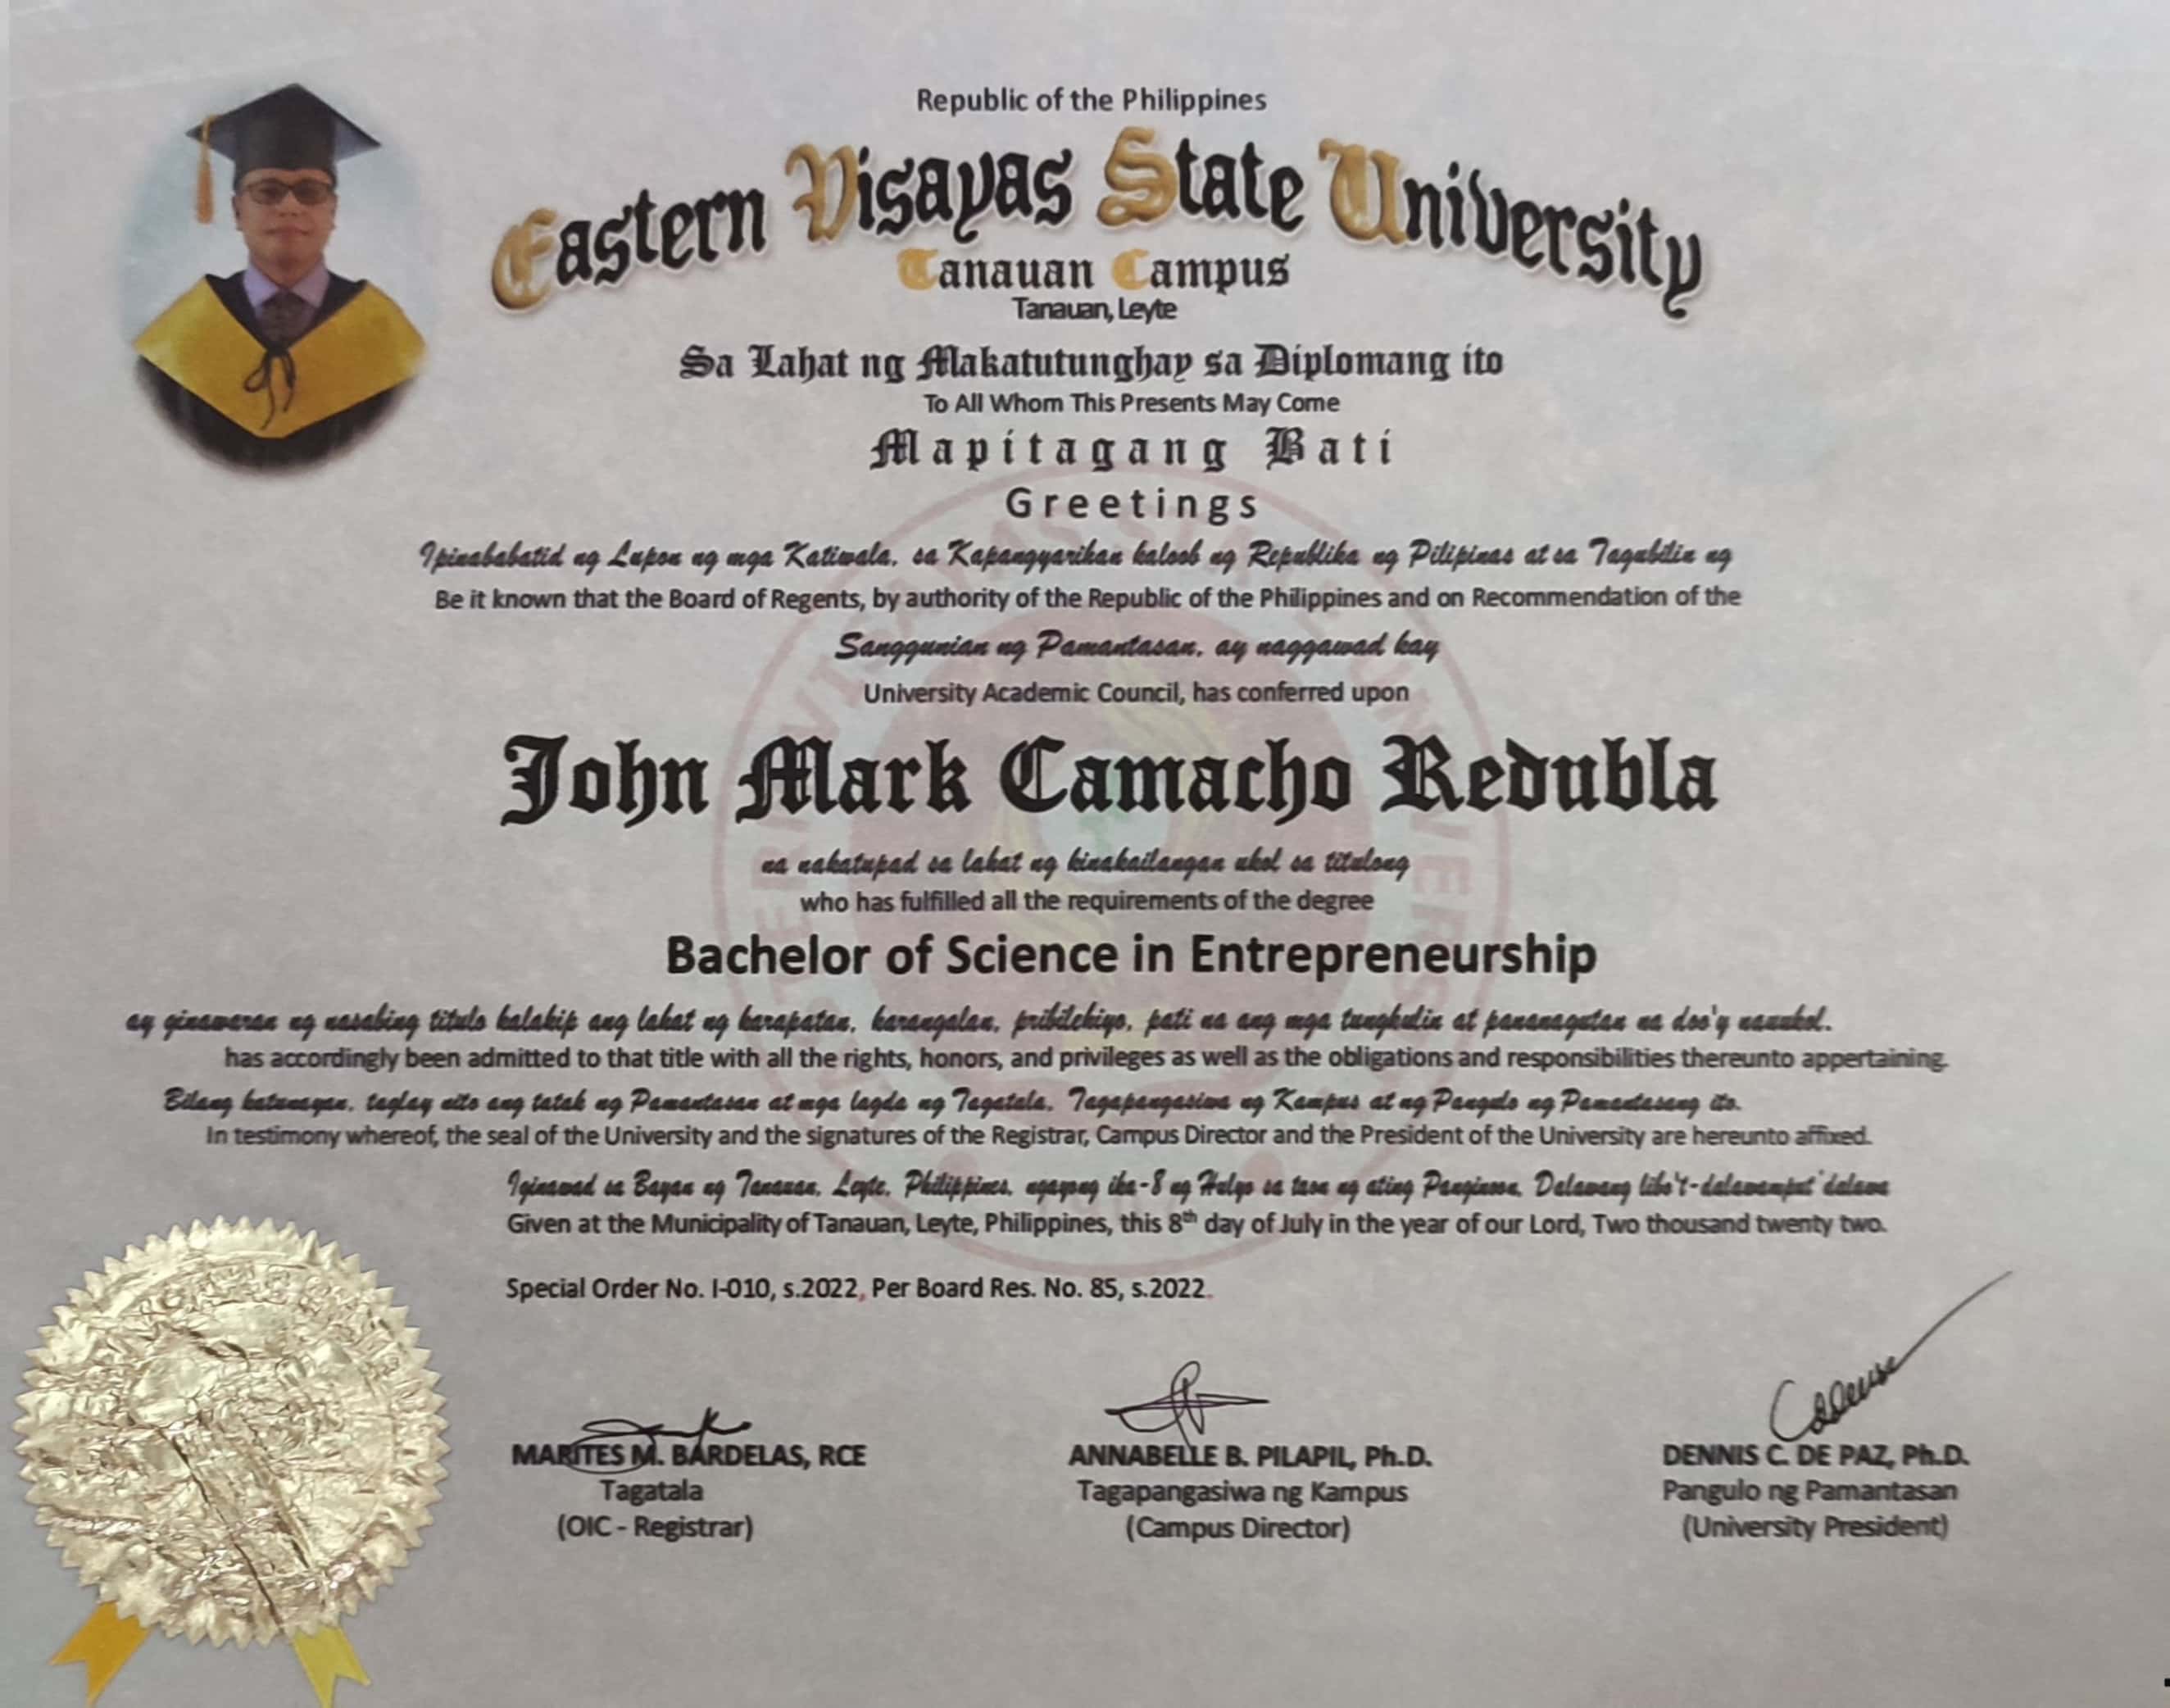 Republic of the Philippines
Eastern Visayas State University
Tanauan Campus
Tanauan, Leyte
Sa Lahat ng Makatutunghay sa Diplomang ito
To All Whom This Presents May Come
Mapitagang Bati
Greetings
Ipinababatid ng Lupon ng mga Katiwala, sa Kapangyarihan kaloob ng Republika ng Pilipinas at sa Tagubilin ng
Be it known that the Board of Regents, by authority of the Republic of the Philippines and on Recommendation of the
Sanggunian ng Pamantasan, ay naggawad kay
University Academic Council, has conferred upon
John Mark Camacho Redubla
na nakatupad sa lahat ng kinakailangan ukol sa titulong
who has fulfilled all the requirements of the degree
Bachelor of Science in Entrepreneurship
ay ginawaran ng nasabing titulo kalakip ang lahat ng karapatan, karangalan, pribilehiyo, pati na ang mga tungkulin at pananagutan na doo'y nauukol.
has accordingly been admitted to that title with all the rights, honors, and privileges as well as the obligations and responsibilities thereunto appertaining.
Bilang katunayan, taglay nito ang tatak ng Pamantasan at mga lagda ng Tagatala, Tagapangasiwa ng Kampus at ng Pangulo ng Pamantasang ito.
In testimony whereof, the seal of the University and the signatures of the Registrar, Campus Director and the President of the University are hereunto affixed.
Iginawad sa Bayan ng Tanauan, Leyte, Philippines, ngayong ika-8 ng Hulyo sa taon ng ating Panginoon, Dalawang libo't-dalawamput'dalawa
Given at the Municipality of Tanauan, Leyte, Philippines, this 8th day of July in the year of our Lord, Two thousand twenty two.
Special Order No. I-010, s.2022, Per Board Res. No. 85, s.2022.
MARITES M. BARDELAS, RCE
Tagatala
(OIC - Registrar)
ANNABELLE B. PILAPIL, Ph.D.
Tagapangasiwa ng Kampus
(Campus Director)
DENNIS C. DE PAZ, Ph.D.
Pangulo ng Pamantasan
(University President)